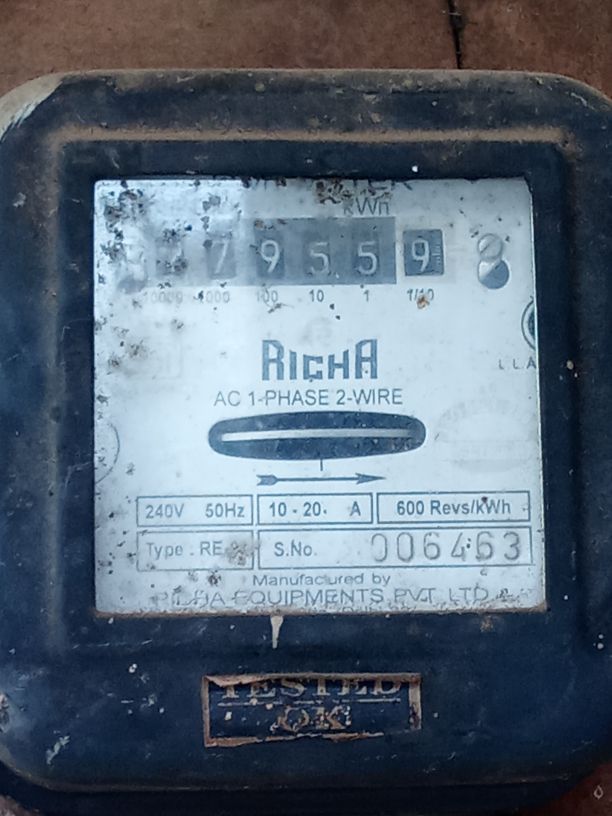 kWh
7 9 5 5 9
10000 1000 100 10 1 1/10
RICHA
AC 1-PHASE 2-WIRE
240V 50Hz 10-20. A 600 Revs/kWh
Type . RE S.No. 006463
Manufactured by
EQUIPMENTS PVT. LTD.
TESTED
OK